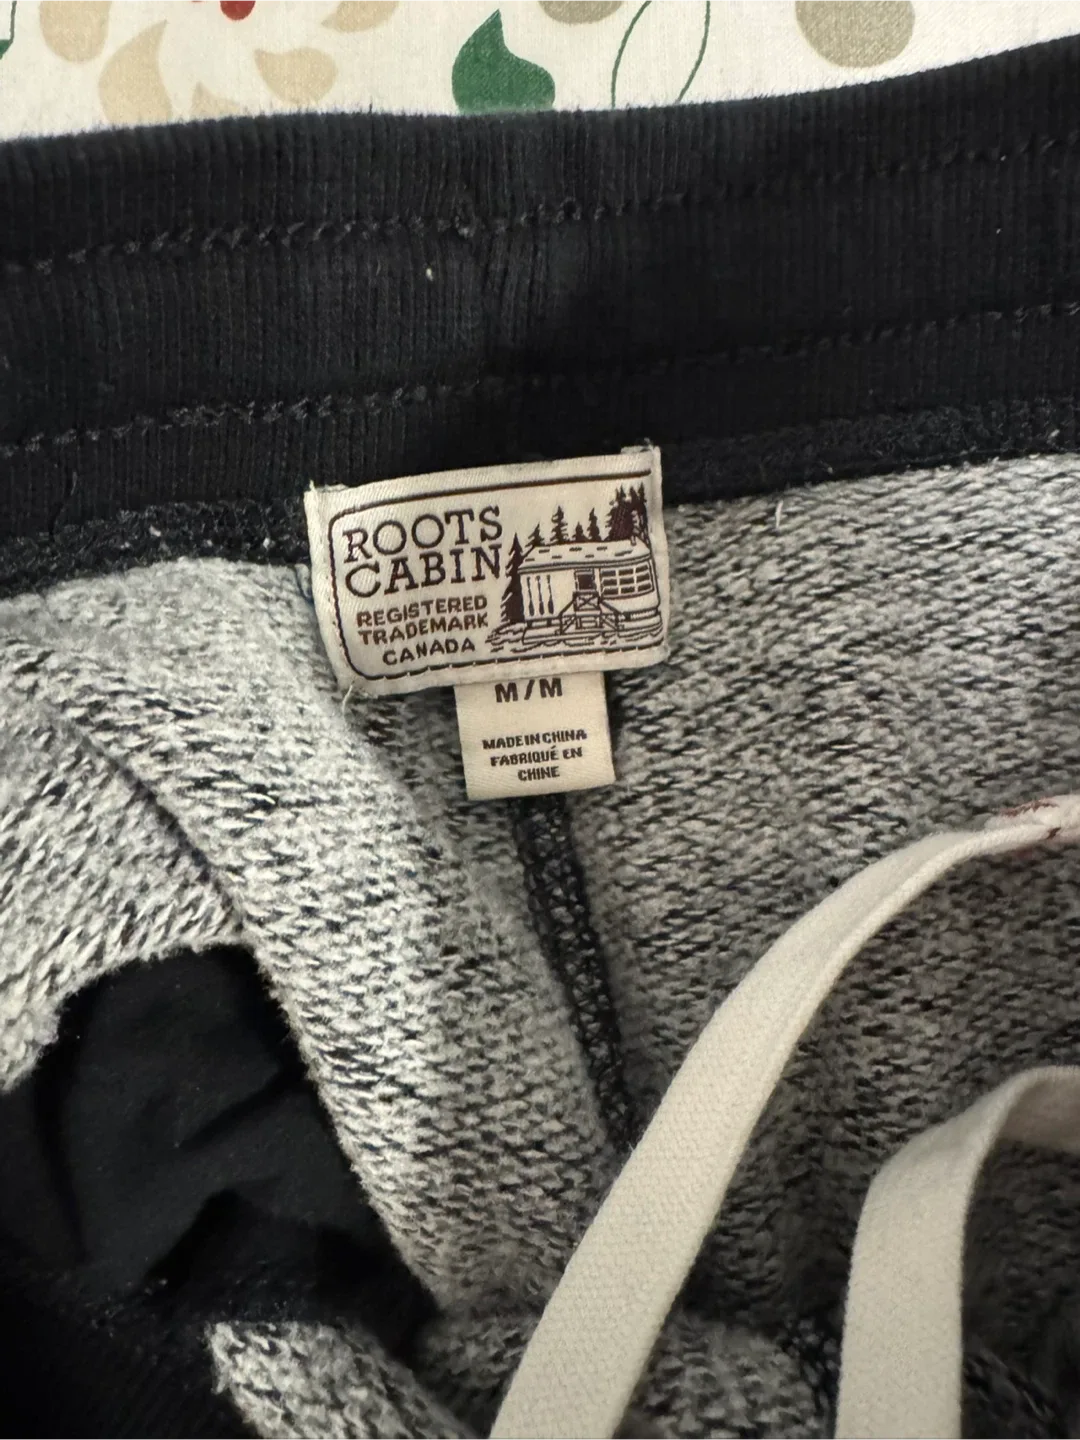 ROOTS
CABIN
REGISTERED
TRADEMARK
CANADA
M/M
MADE IN CHINA
FABRIQUÉ EN
CHINE